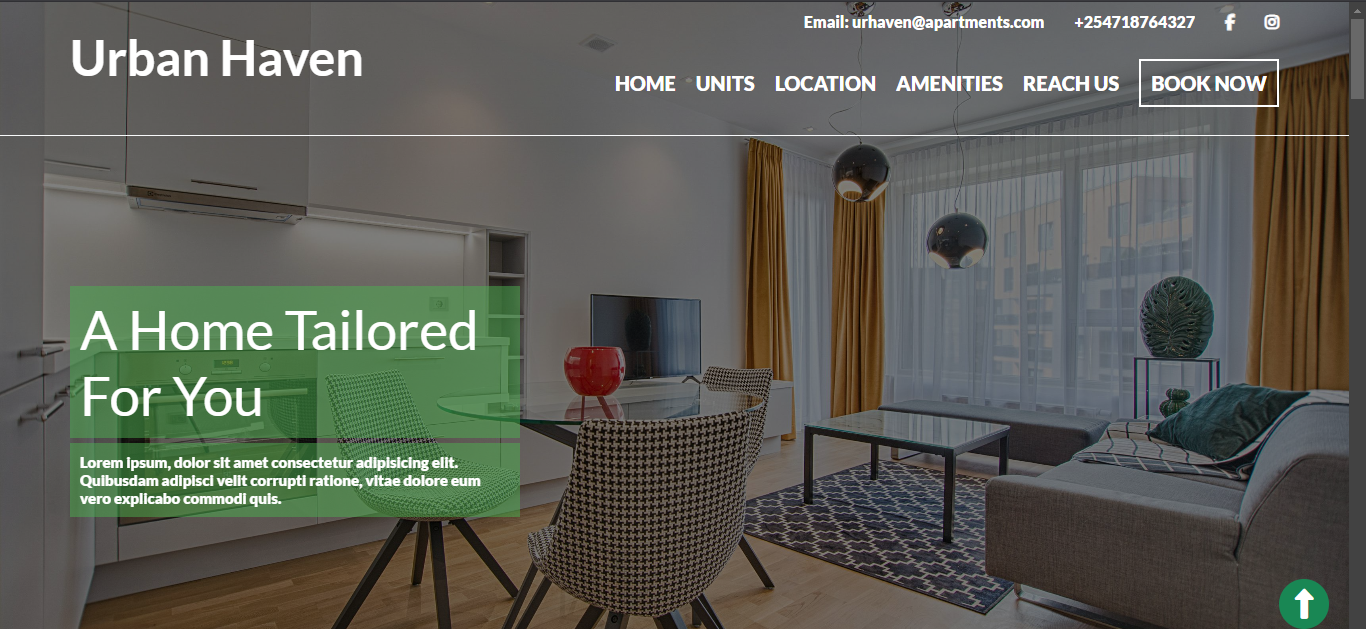 Email: urhaven@apartments.com +254718764327
Urban Haven
HOME UNITS LOCATION AMENITIES REACH US BOOK NOW
A Home Tailored
For You
Lorem ipsum, dolor sit amet consectetur adipisicing elit.
Quibusdam adipisci velit corrupti ratione, vitae dolore eum
vero explicabo commodi quis.